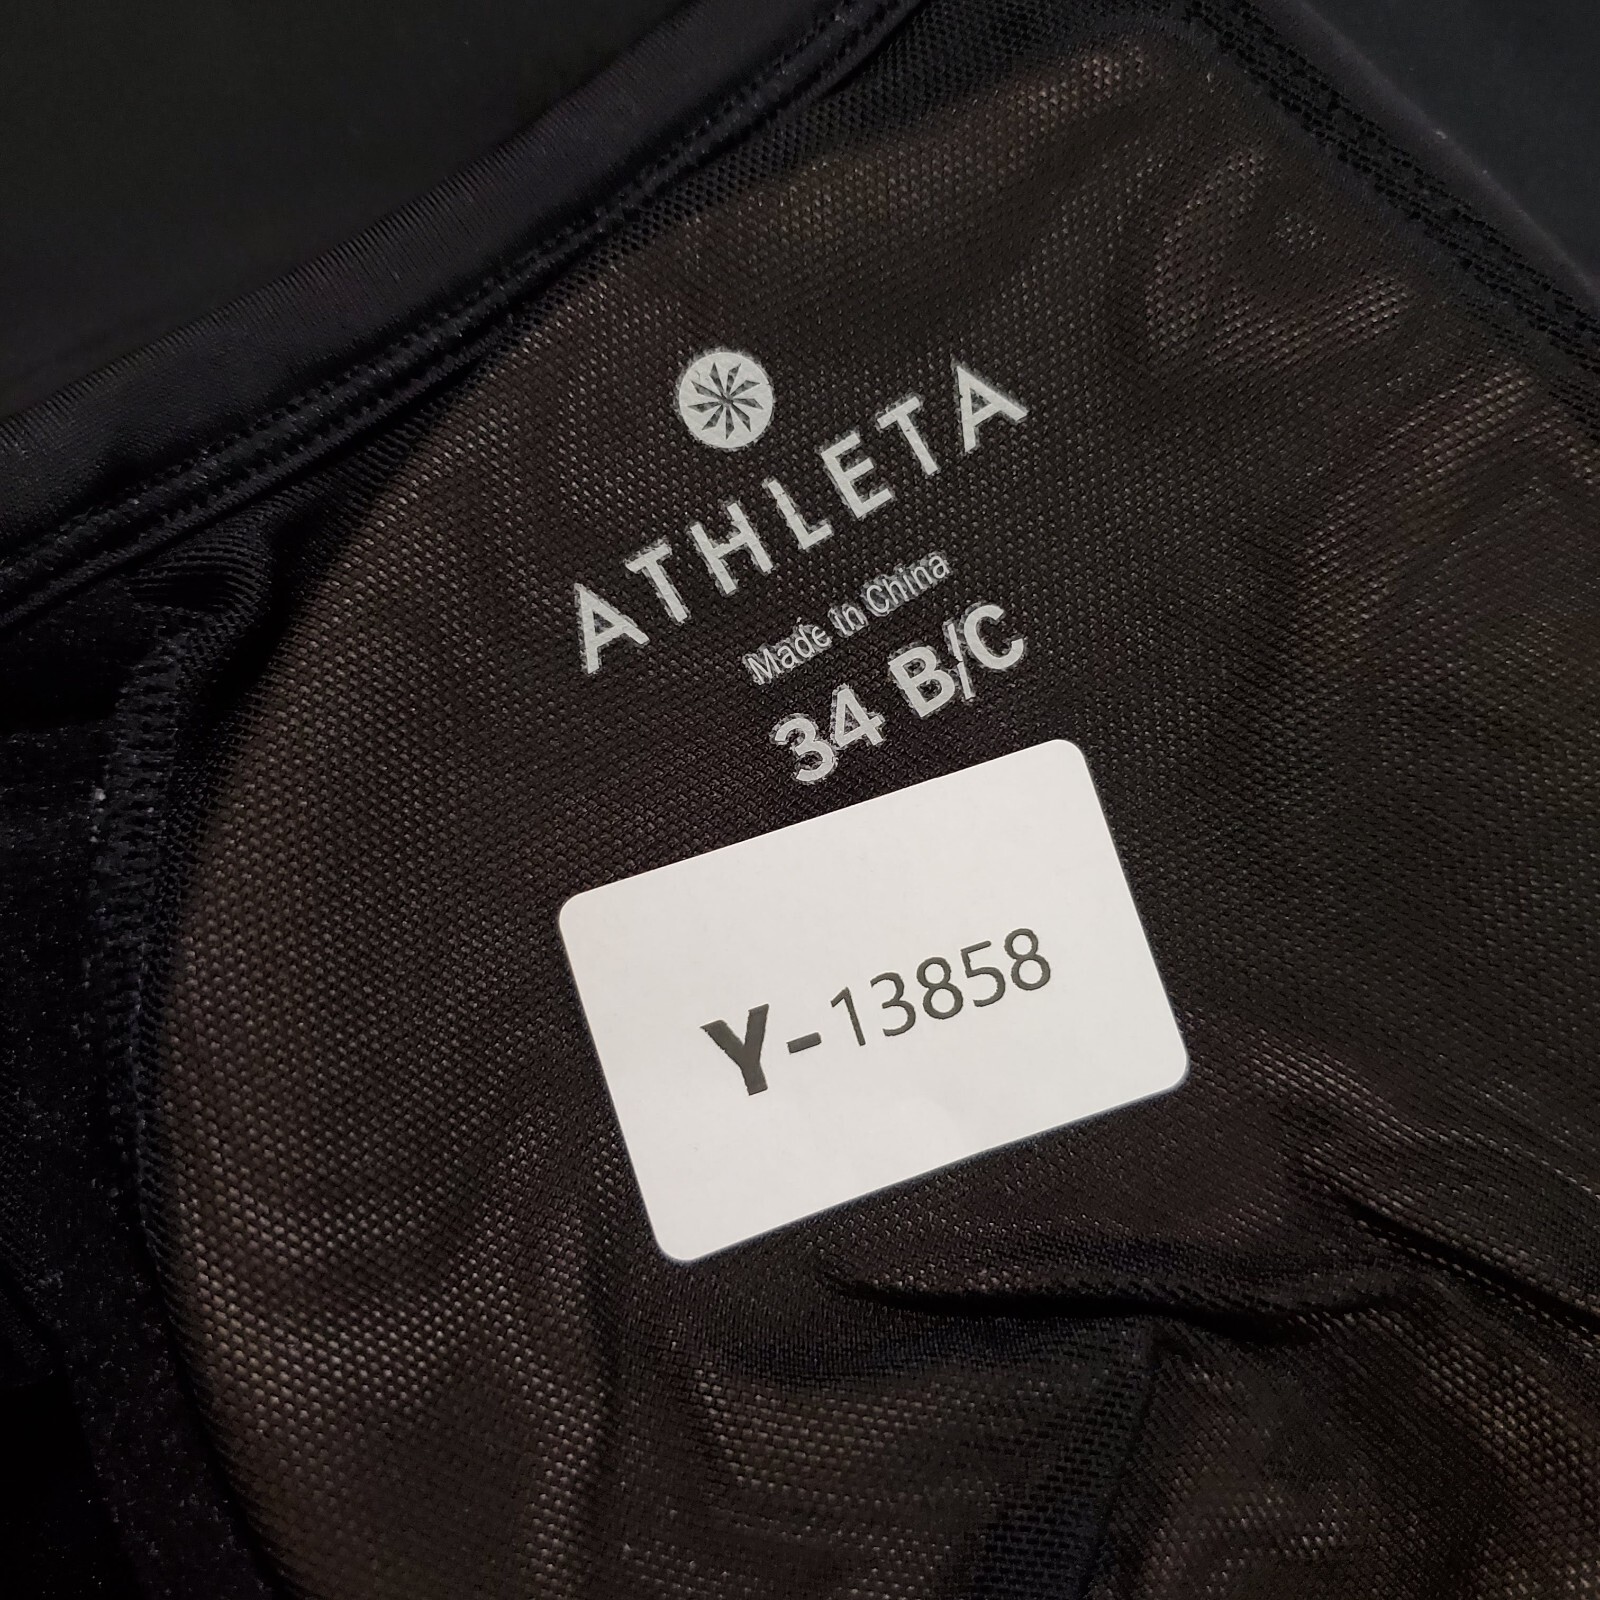 ATHLETA
Made in China
34 B/C
Y-13858